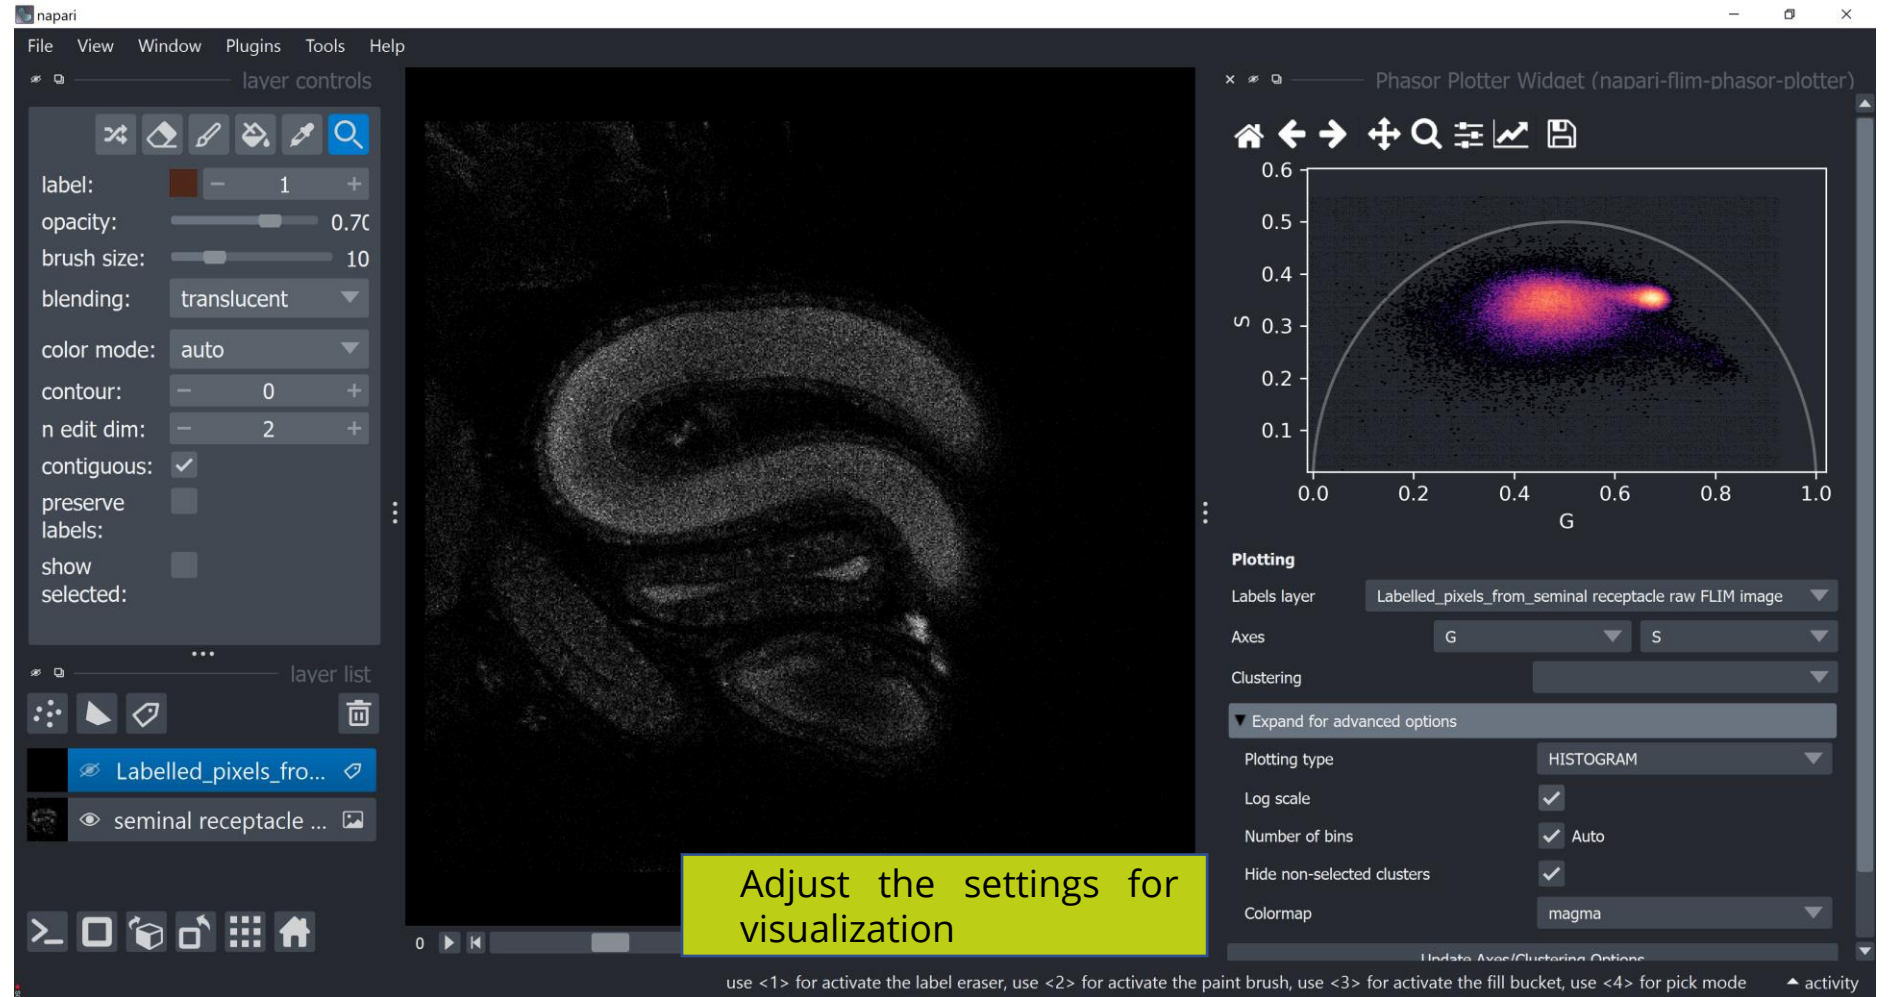 napari
File View Window Plugins Tools Help
layer controls
label: 1
opacity: 0.70
brush size: 10
blending: translucent
color mode: auto
contour: 0
n edit dim: 2
contiguous:
preserve
labels:
show
selected:
layer list
Labelled_pixels_fro...
seminal receptacle ...
0
Adjust the settings for
visualization
Phasor Plotter Widget (napari-flim-phasor-plotter)
0.6
0.5
0.4
S 0.3
0.2
0.1
0.0 0.2 0.4 0.6 0.8 1.0
G
Plotting
Labels layer Labelled_pixels_from_seminal receptacle raw FLIM image
Axes G S
Clustering
Expand for advanced options
Plotting type HISTOGRAM
Log scale
Number of bins Auto
Hide non-selected clusters
Colormap magma
Update Axes/Clustering Options
use <1> for activate the label eraser, use <2> for activate the paint brush, use <3> for activate the fill bucket, use <4> for pick mode activity